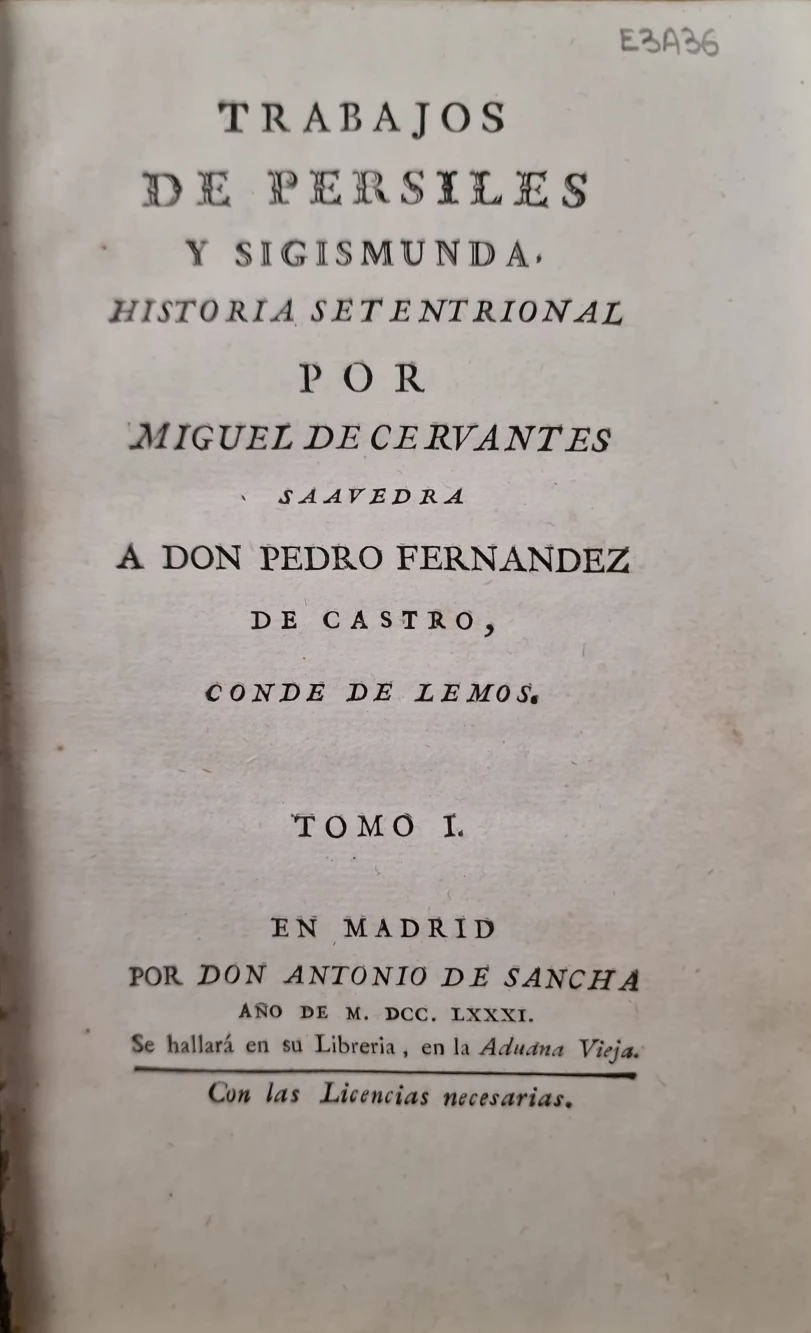 E3A36
TRABAJOS
DE PERSILES
Y SIGISMUNDA.
HISTORIA SETENTRIONAL
POR
MIGUEL DE CERVANTES
SAAVEDRA
A DON PEDRO FERNANDEZ
DE CASTRO,
CONDE DE LEMOS.
TOMO I.
EN MADRID
POR DON ANTONIO DE SANCHA
AÑO DE M. DCC. LXXXI.
Se hallará en su Libreria, en la Aduana Vieja.
Con las Licencias necesarias.